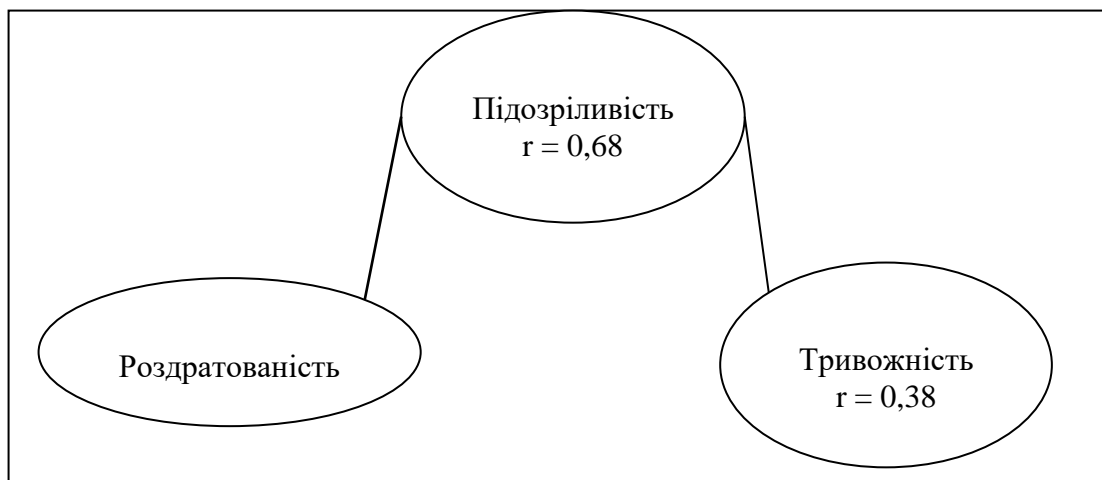 Підозріливість
r = 0,68
Роздратованість
Тривожність
r = 0,38